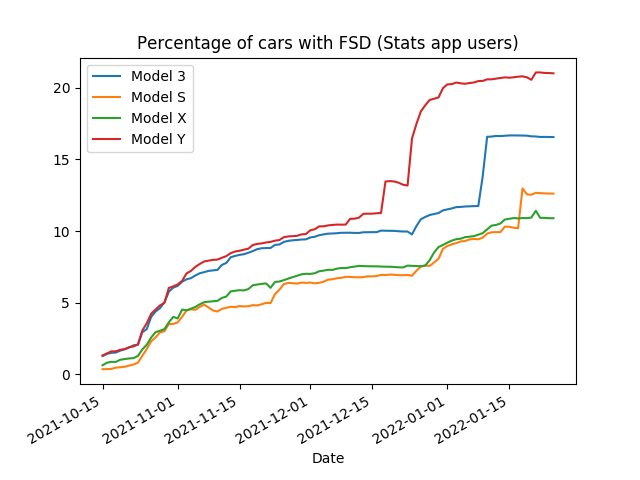 Percentage of cars with FSD (Stats app users)
Model 3
Model S
Model X
Model Y
20
15
10
5
0
2021-10-15
2021-11-01
2021-11-15
2021-12-01
2021-12-15
2022-01-01
2022-01-15
Date